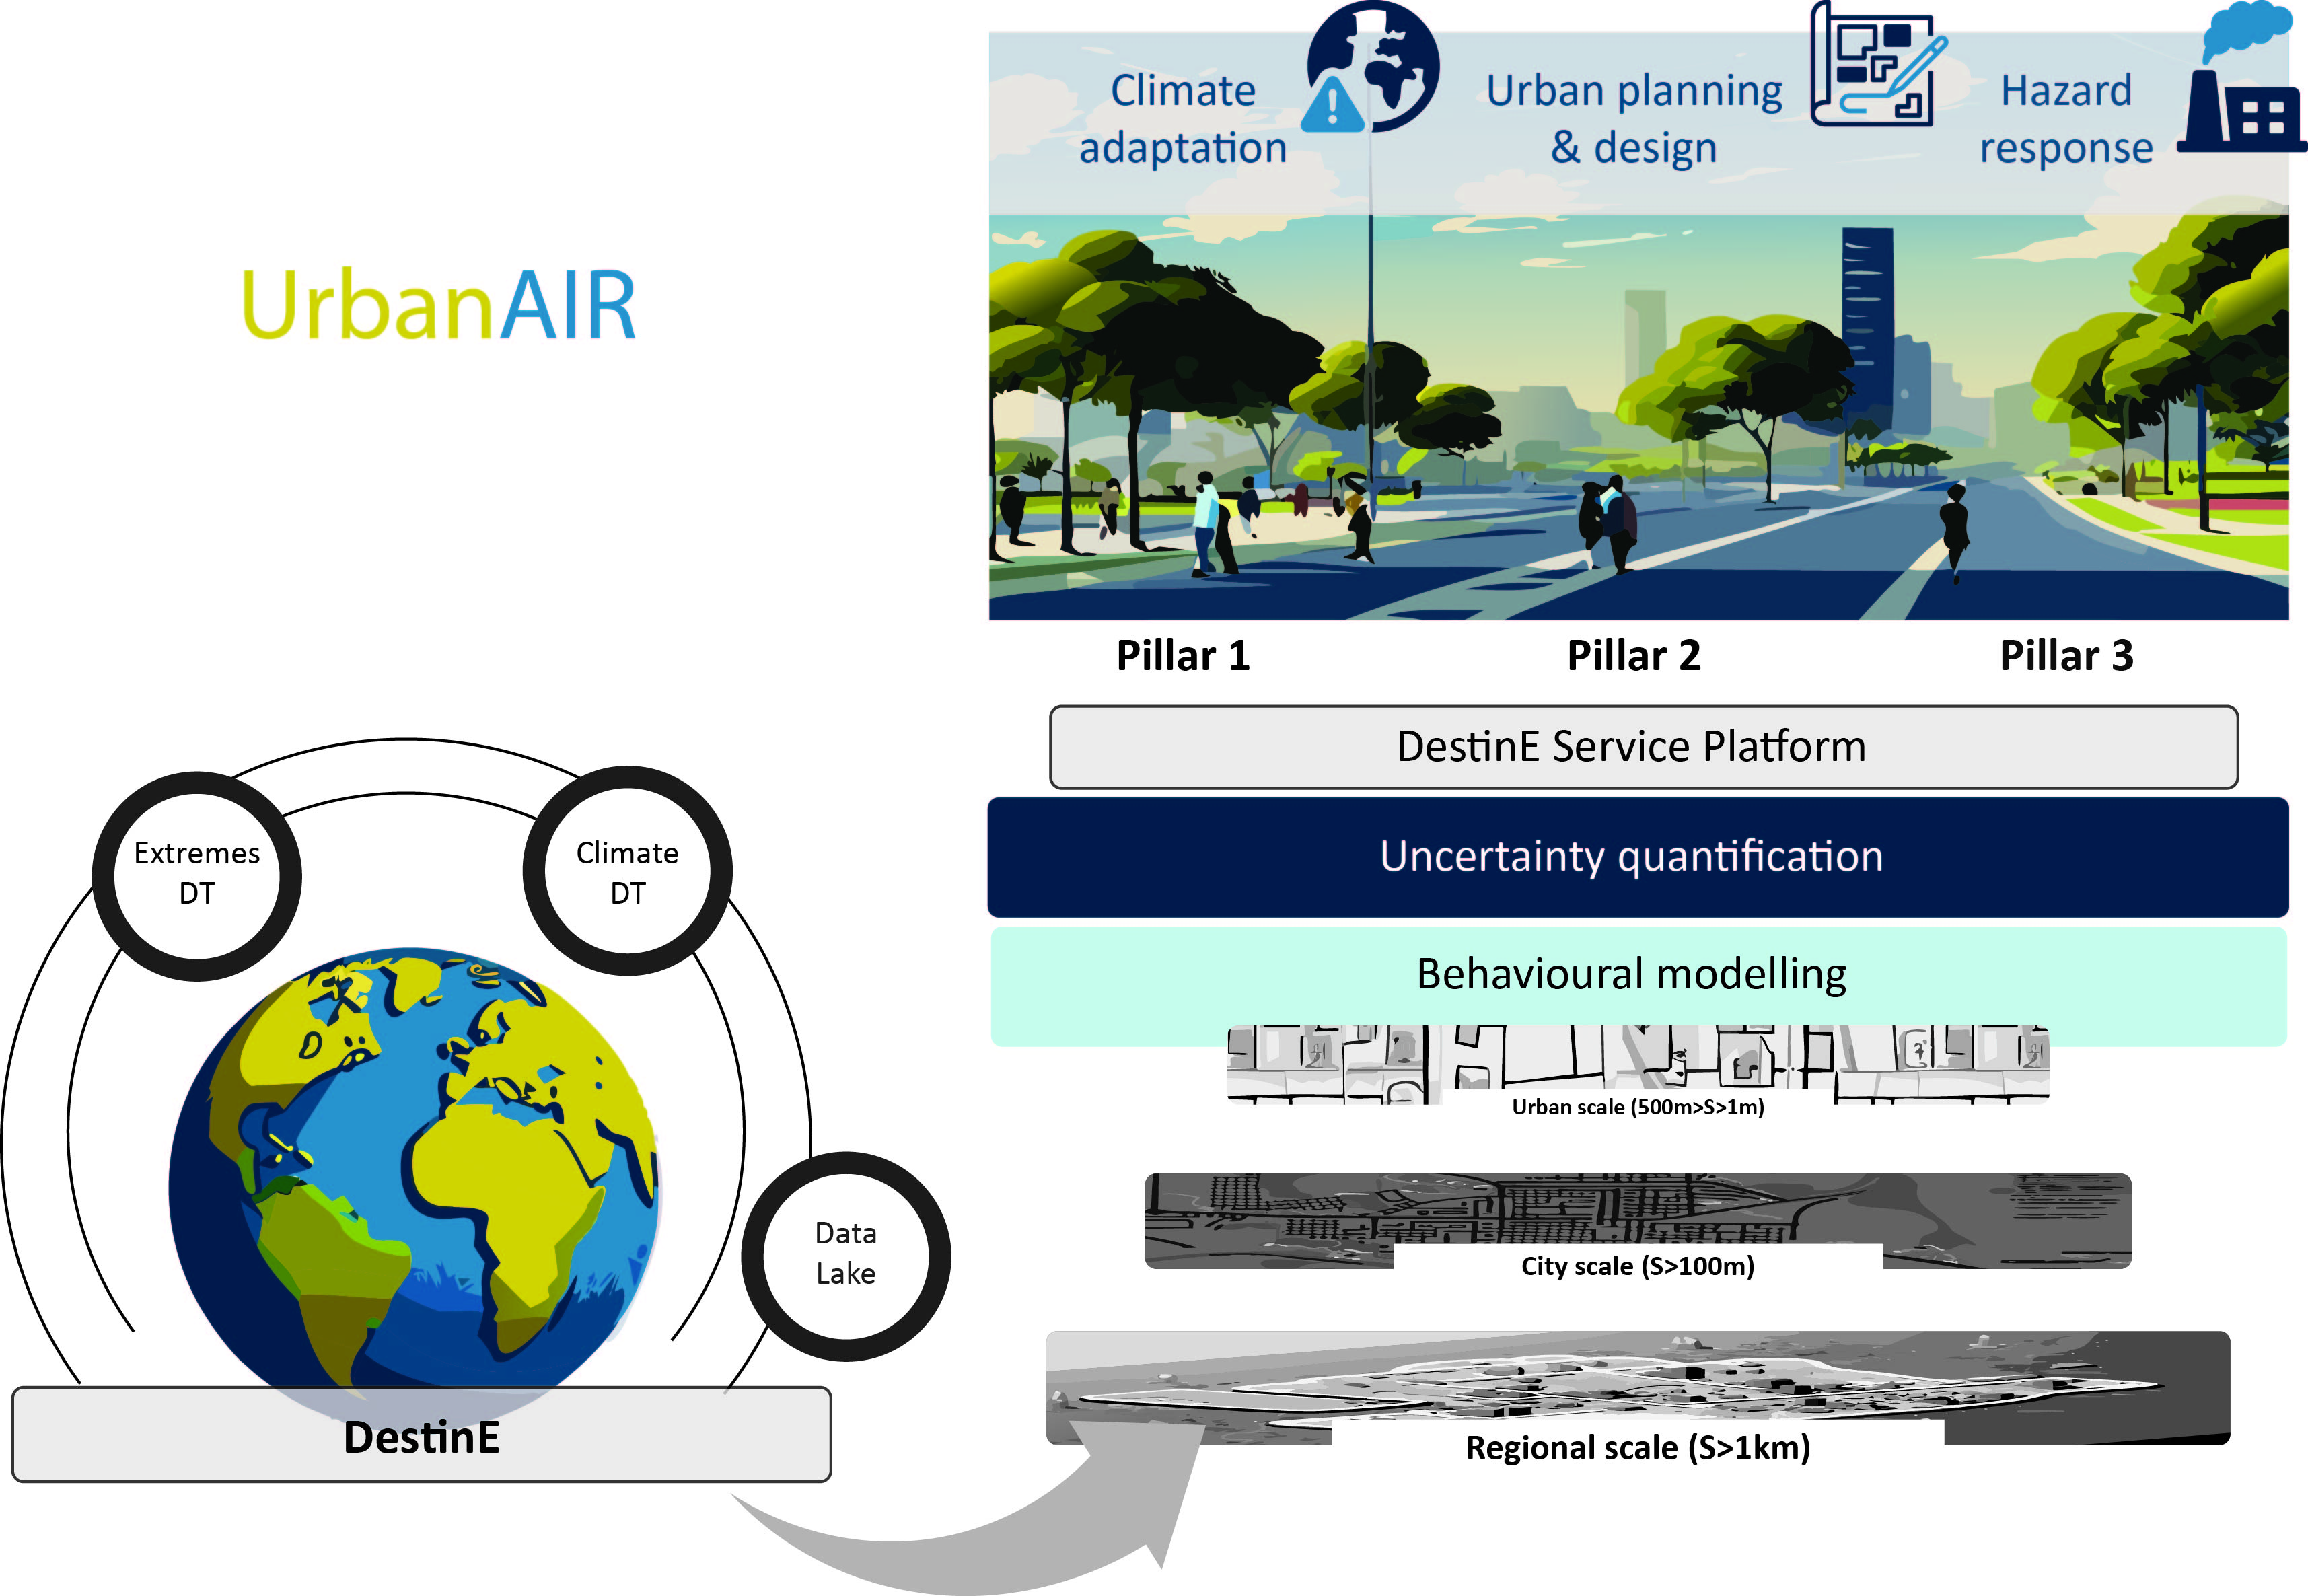 UrbanAIR
Climate
adaptation
Urban planning
& design
Hazard
response
Pillar 1
Pillar 2
Pillar 3
DestinE Service Platform
Uncertainty quantification
Behavioural modelling
Urban scale (500m>S>1m)
City scale (S>100m)
Regional scale (S>1km)
Extremes
DT
Climate
DT
Data
Lake
DestinE